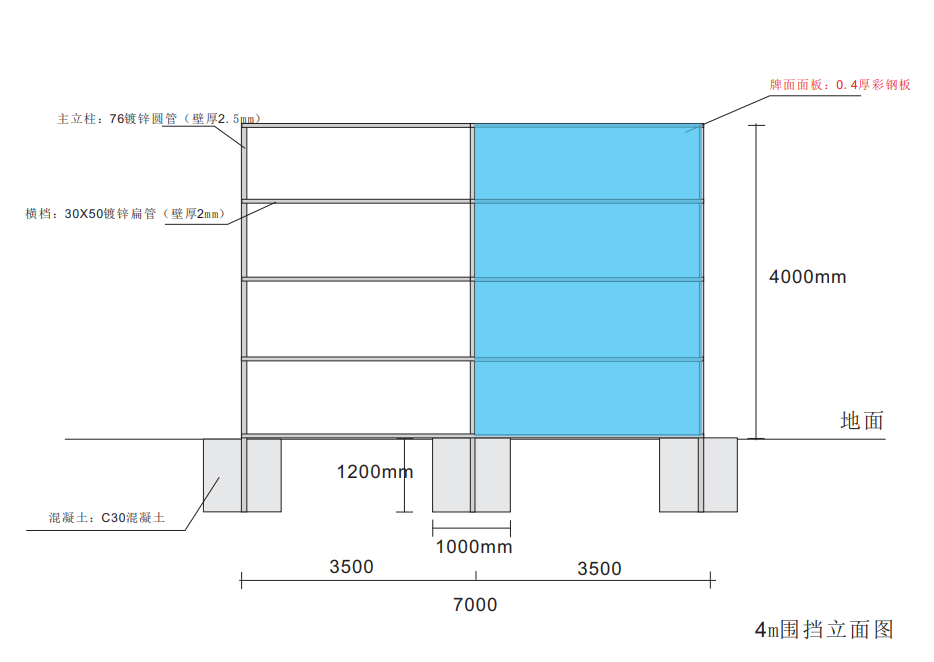 牌面面板：0.4厚彩钢板
主立柱：76镀锌圆管（壁厚2.5mm）
横档：30X50镀锌扁管（壁厚2mm）
4000mm
地面
1200mm
混凝土：C30混凝土
1000mm
3500
3500
7000
4m围挡立面图